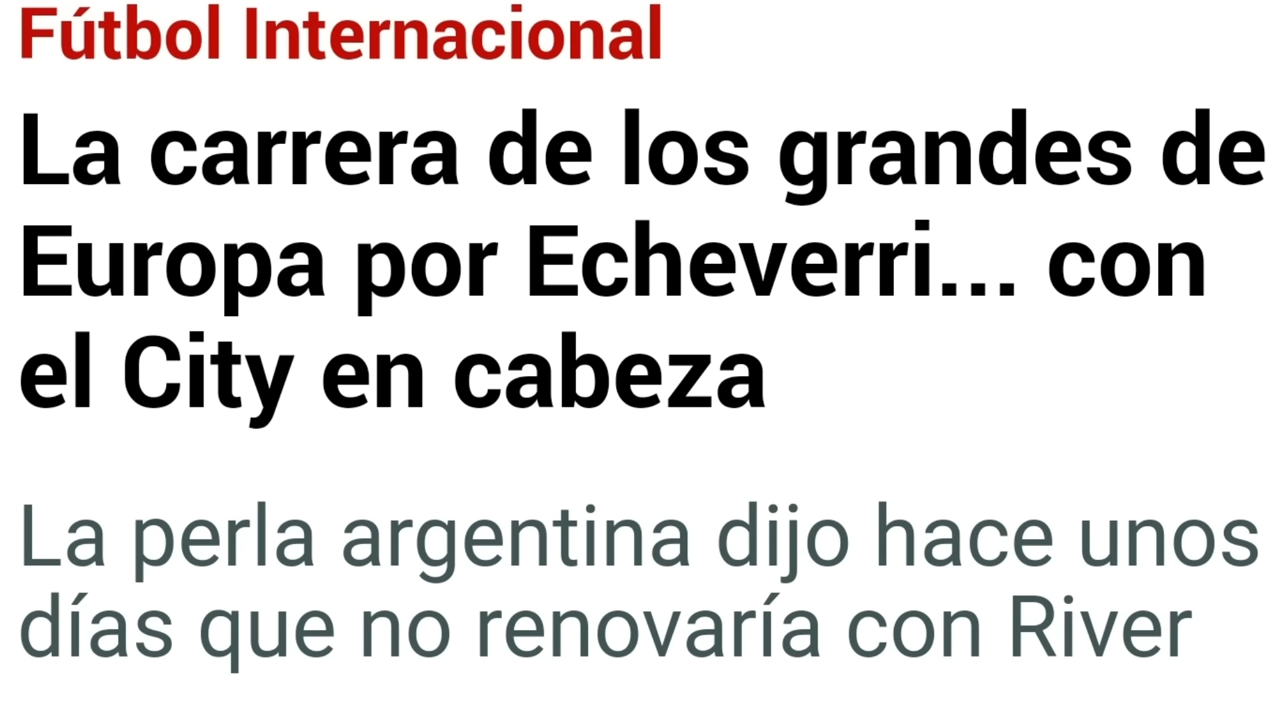 Fútbol Internacional
La carrera de los grandes de
Europa por Echeverri... con
el City en cabeza
La perla argentina dijo hace unos
días que no renovaría con River